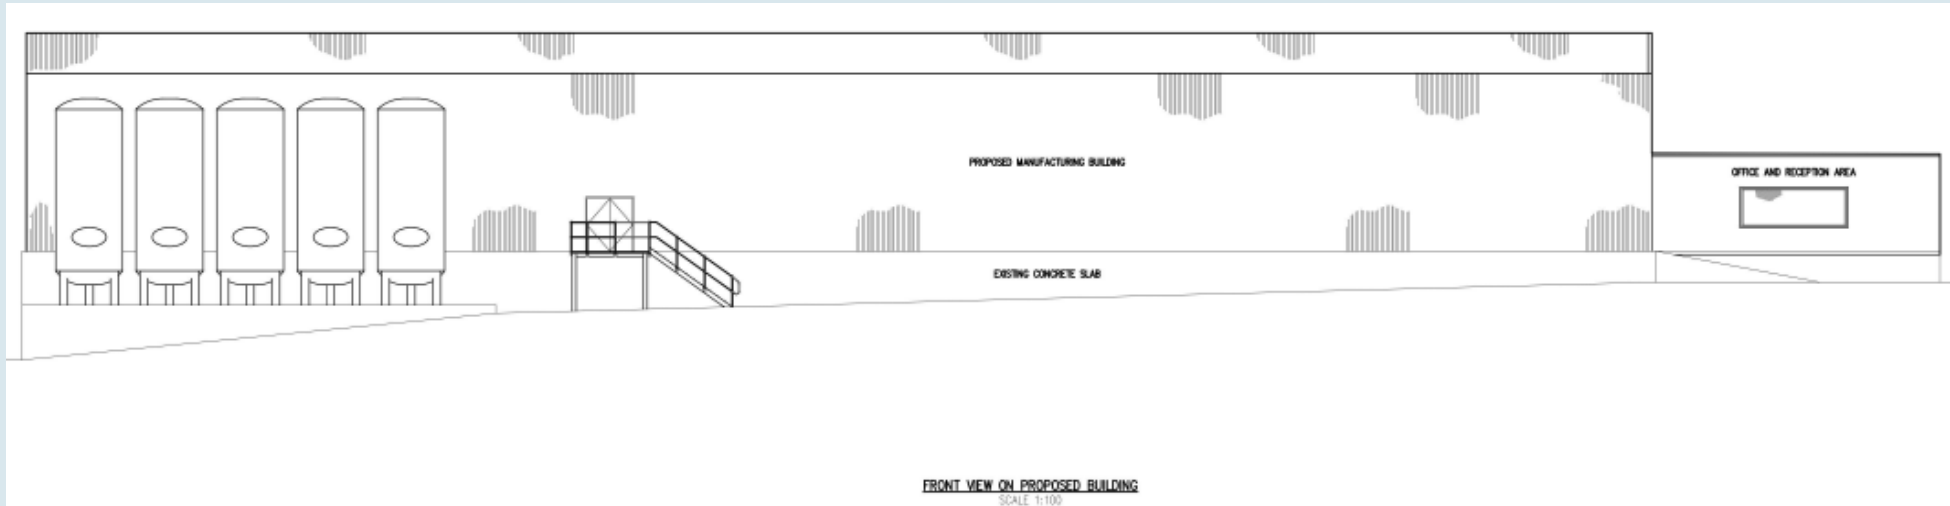 PROPOSED MANUFACTURING BUILDING
OFFICE AND RECEPTION AREA
EXISTING CONCRETE SLAB
FRONT VIEW ON PROPOSED BUILDING
SCALE 1:100